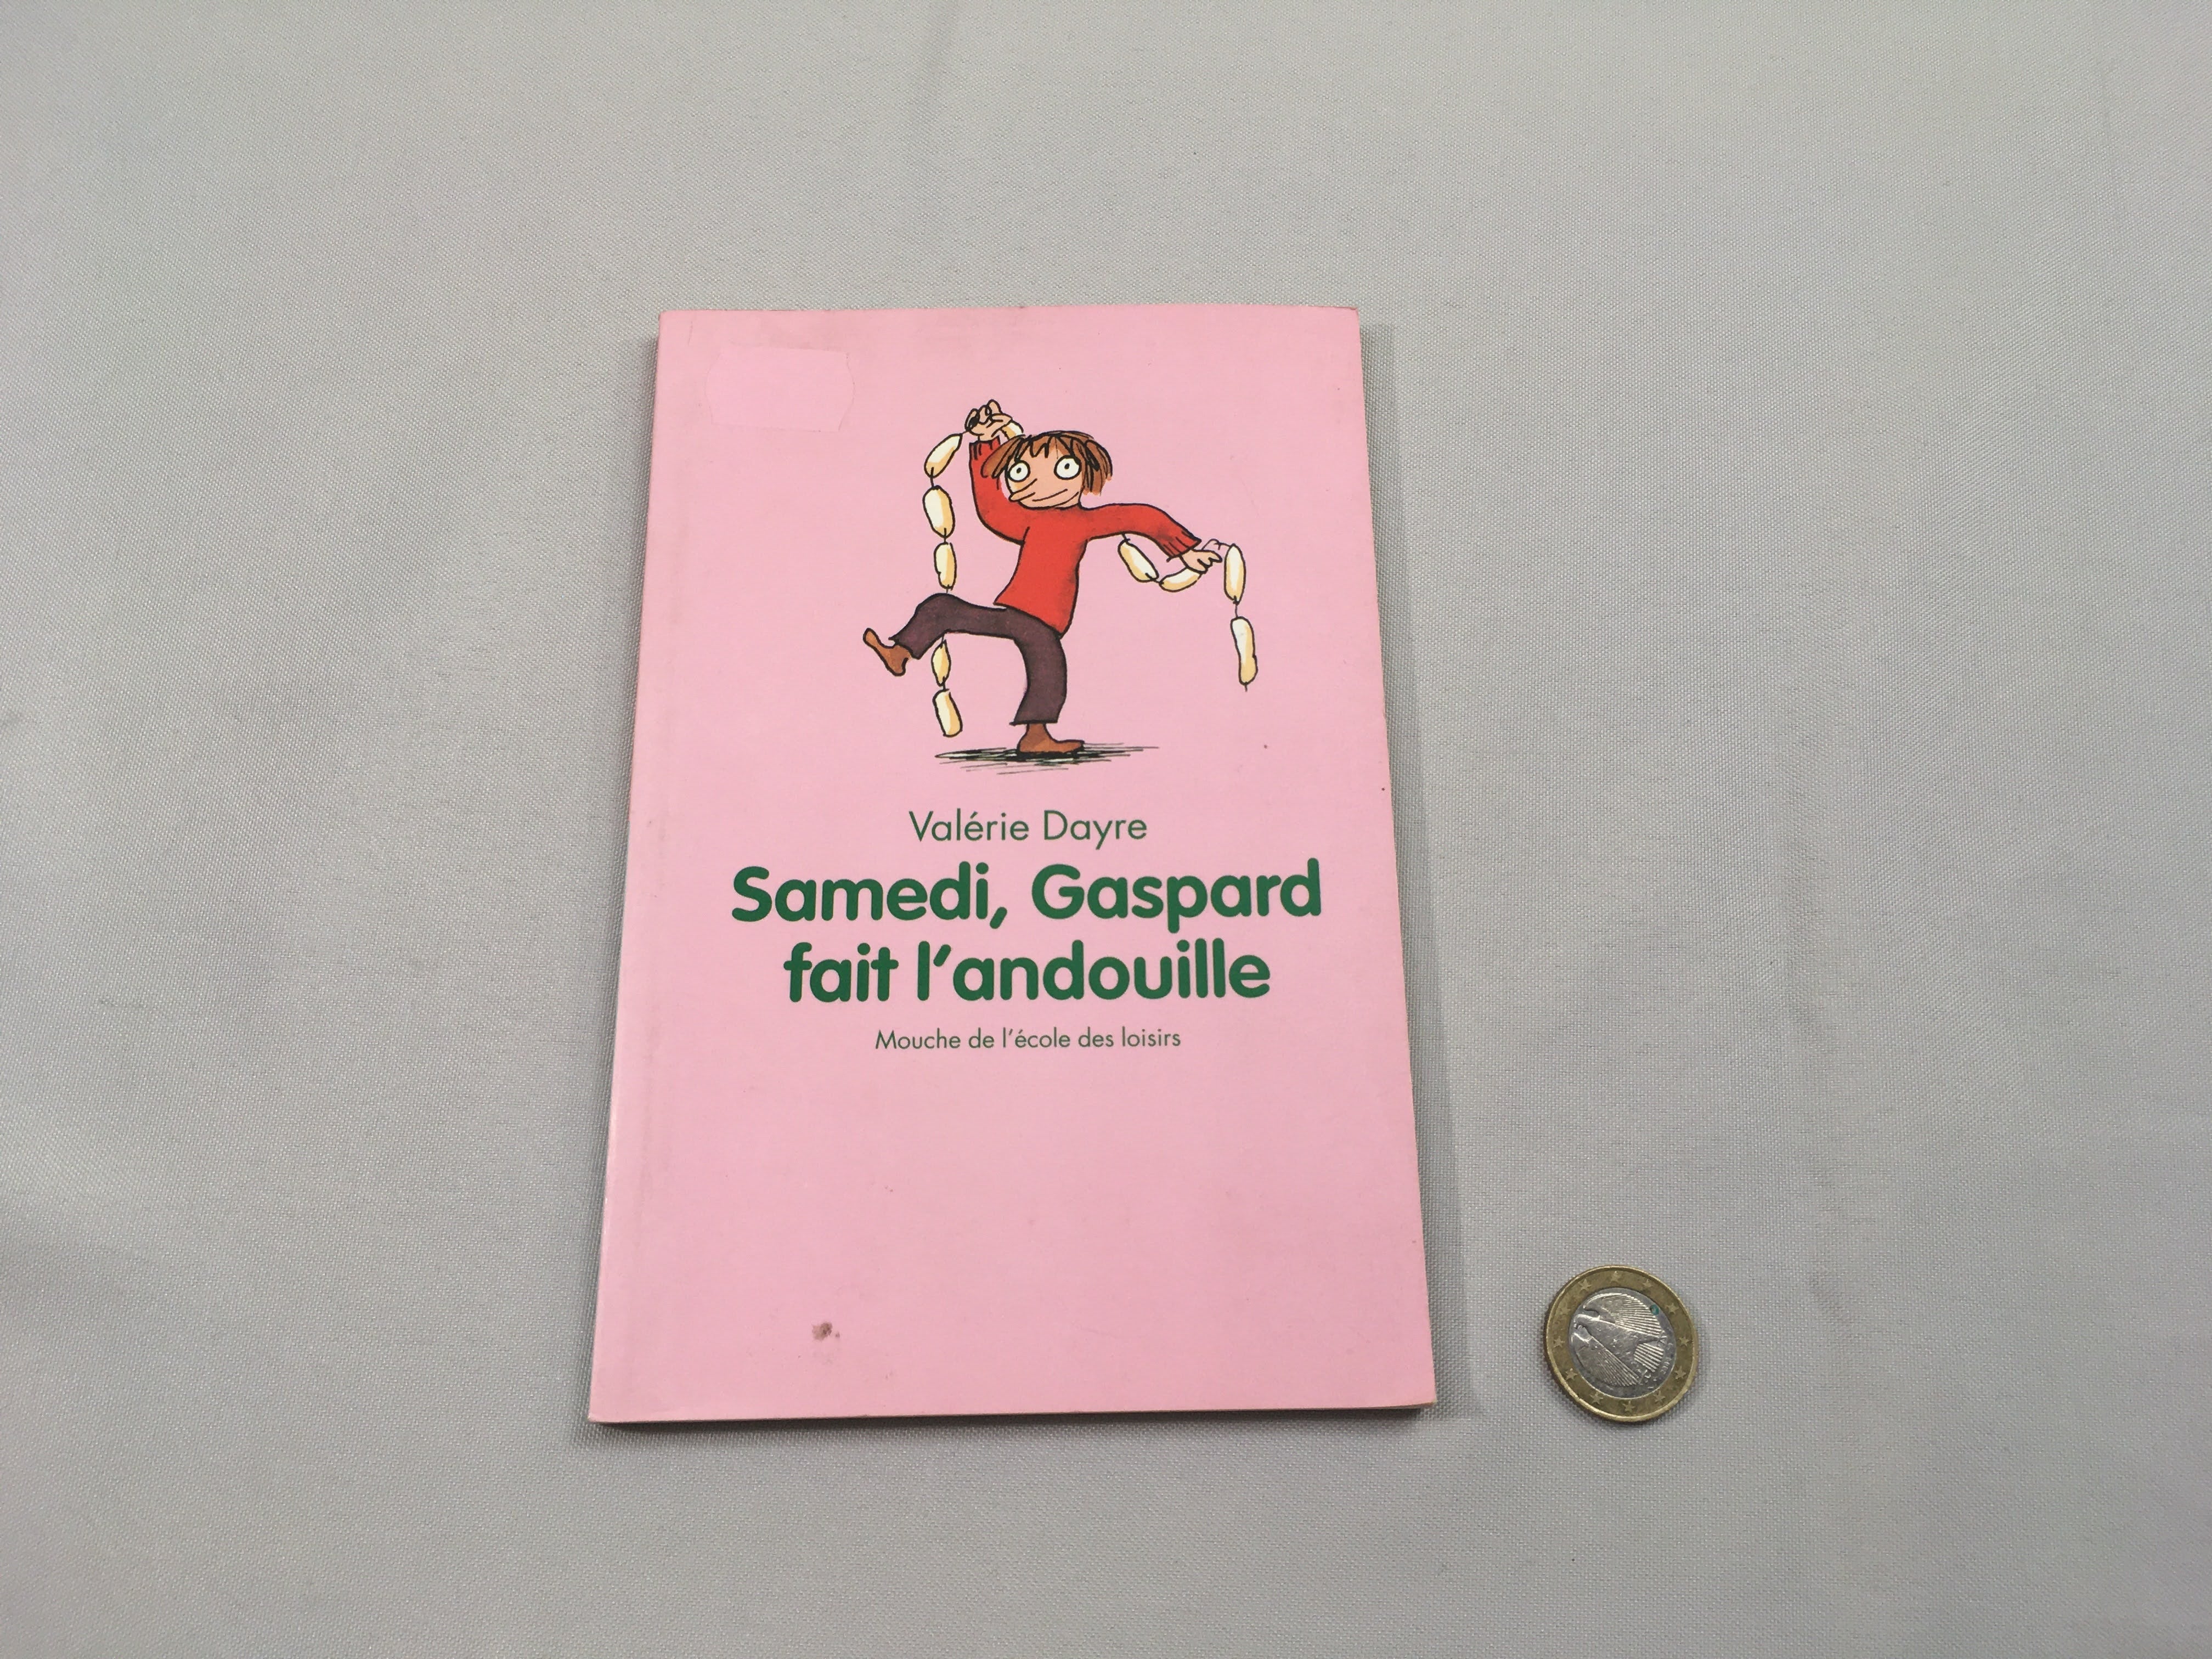 Valérie Dayre
Samedi, Gaspard
fait l'andouille
Mouche de l'école des loisirs